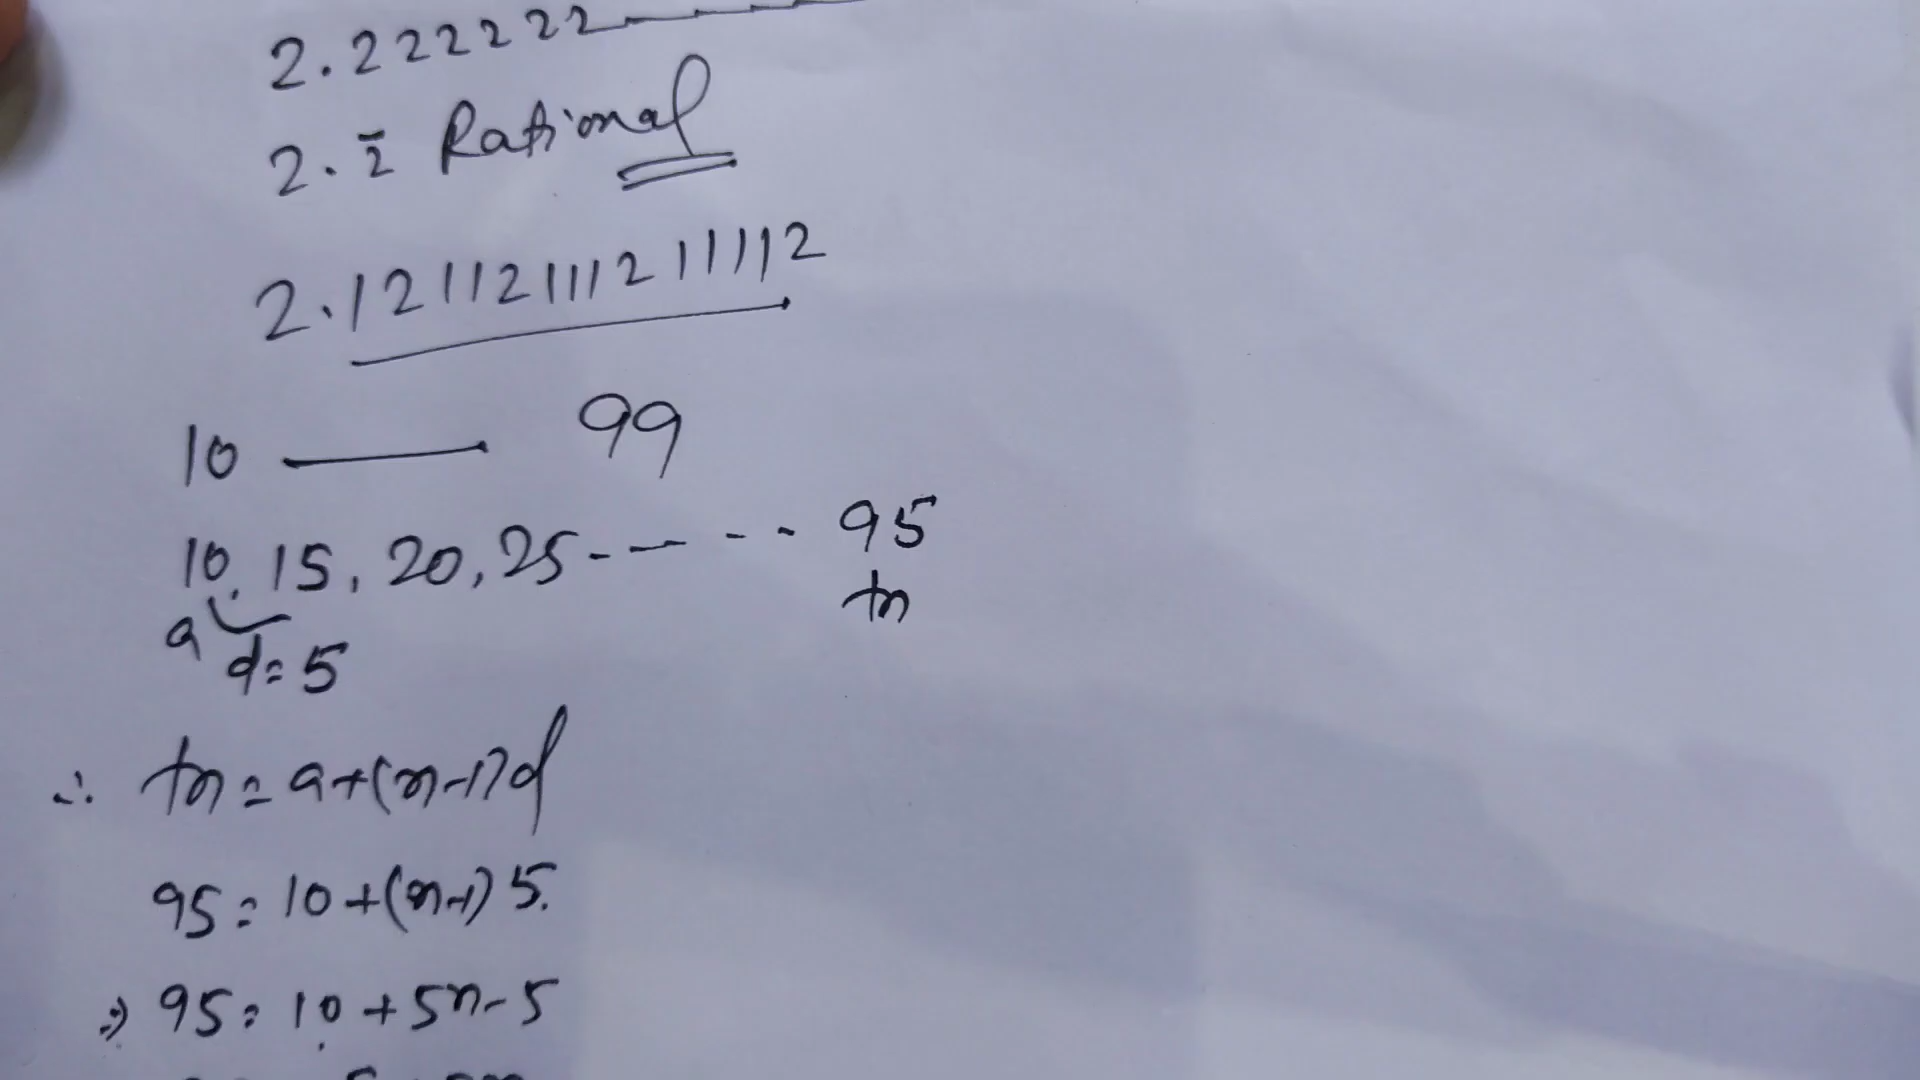 2.222222------
2.2̅ Rational
2.12112111211112
10 —— 99
10, 15, 20, 25------95
a tn
d=5
∴ tn = a+(n-1)d
95 = 10+(n-1) 5.
⇒ 95 = 10 + 5n - 5